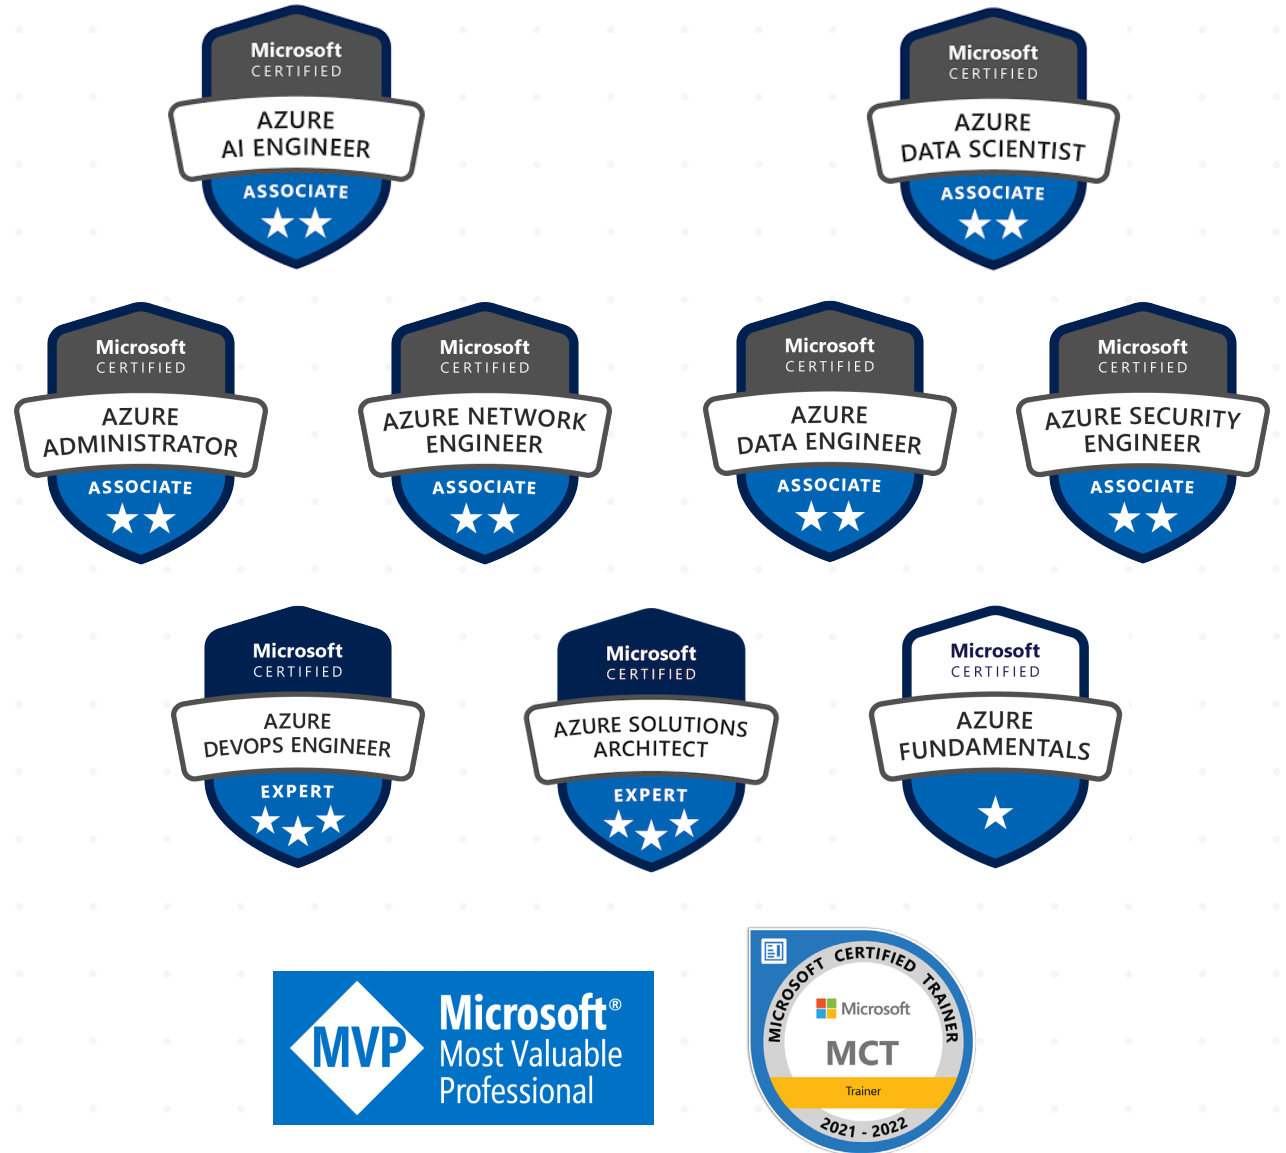 Microsoft
CERTIFIED
AZURE
AI ENGINEER
ASSOCIATE
Microsoft
CERTIFIED
AZURE
DATA SCIENTIST
ASSOCIATE
Microsoft
CERTIFIED
AZURE
ADMINISTRATOR
ASSOCIATE
Microsoft
CERTIFIED
AZURE NETWORK
ENGINEER
ASSOCIATE
Microsoft
CERTIFIED
AZURE
DATA ENGINEER
ASSOCIATE
Microsoft
CERTIFIED
AZURE SECURITY
ENGINEER
ASSOCIATE
Microsoft
CERTIFIED
AZURE
DEVOPS ENGINEER
EXPERT
Microsoft
CERTIFIED
AZURE SOLUTIONS
ARCHITECT
EXPERT
Microsoft
CERTIFIED
AZURE
FUNDAMENTALS
MVP
Microsoft®
Most Valuable
Professional
MICROSOFT CERTIFIED TRAINER
Microsoft
MCT
Trainer
2021 - 2022